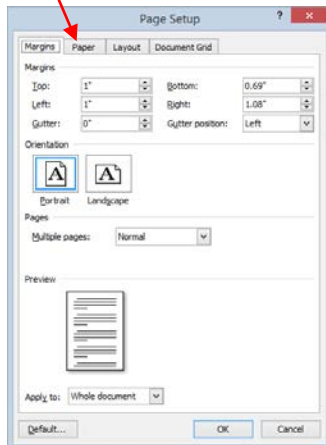 Page Setup ?
Margins Paper Layout Document Grid
Margins
Top: 1" Bottom: 0.69"
Left: 1" Right: 1.08"
Gutter: 0" Gutter position: Left
Orientation
A A
Portrait Landscape
Pages
Multiple pages: Normal
Preview
Apply to: Whole document
Default... OK Cancel